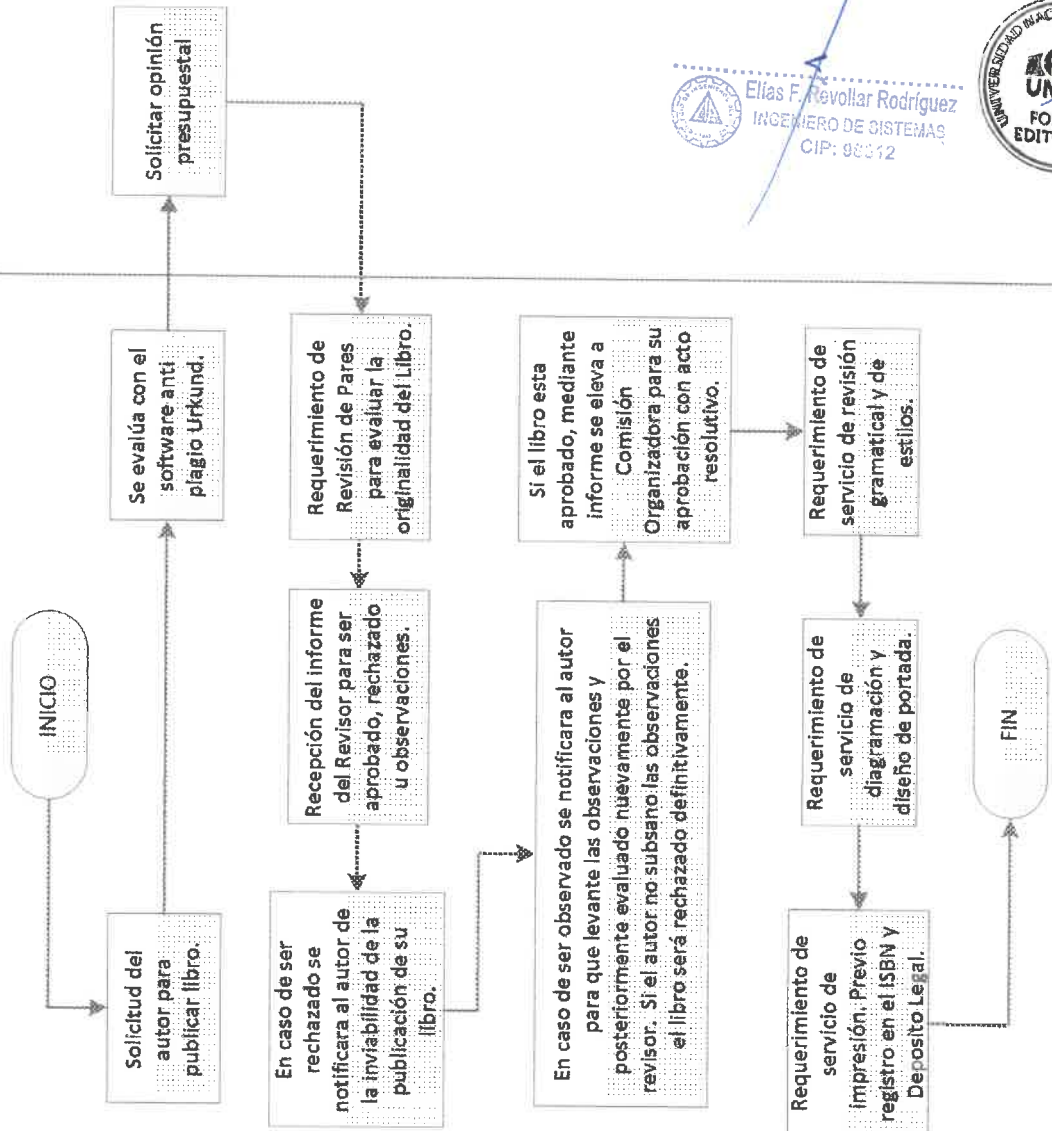 INICIO
Solicitud del
autor para
publicar libro.
Se evalúa con el
software anti
plagio Urkund.
Solicitar opinión
presupuestal
Requerimiento de
Revisión de Pares
para evaluar la
originalidad del Libro.
Recepción del informe
del Revisor para ser
aprobado, rechazado
u observaciones.
En caso de ser
rechazado se
notificara al autor de
la inviabilidad de la
publicación de su
libro.
En caso de ser observado se notificara al autor
para que levante las observaciones y
posteriormente evaluado nuevamente por el
revisor. Si el autor no subsano las observaciones
el libro será rechazado definitivamente.
Si el libro esta
aprobado, mediante
informe se eleva a
Comisión
Organizadora para su
aprobación con acto
resolutivo.
Requerimiento de
servicio de revisión
gramatical y de
estilos.
Requerimiento de
servicio de
diagramación y
diseño de portada.
Requerimiento de
servicio de
impresión. Previo
registro en el ISBN y
Deposito Legal.
FIN
Elías F. Revollar Rodríguez
INGENIERO DE SISTEMAS
CIP:
UNIVERSIDAD